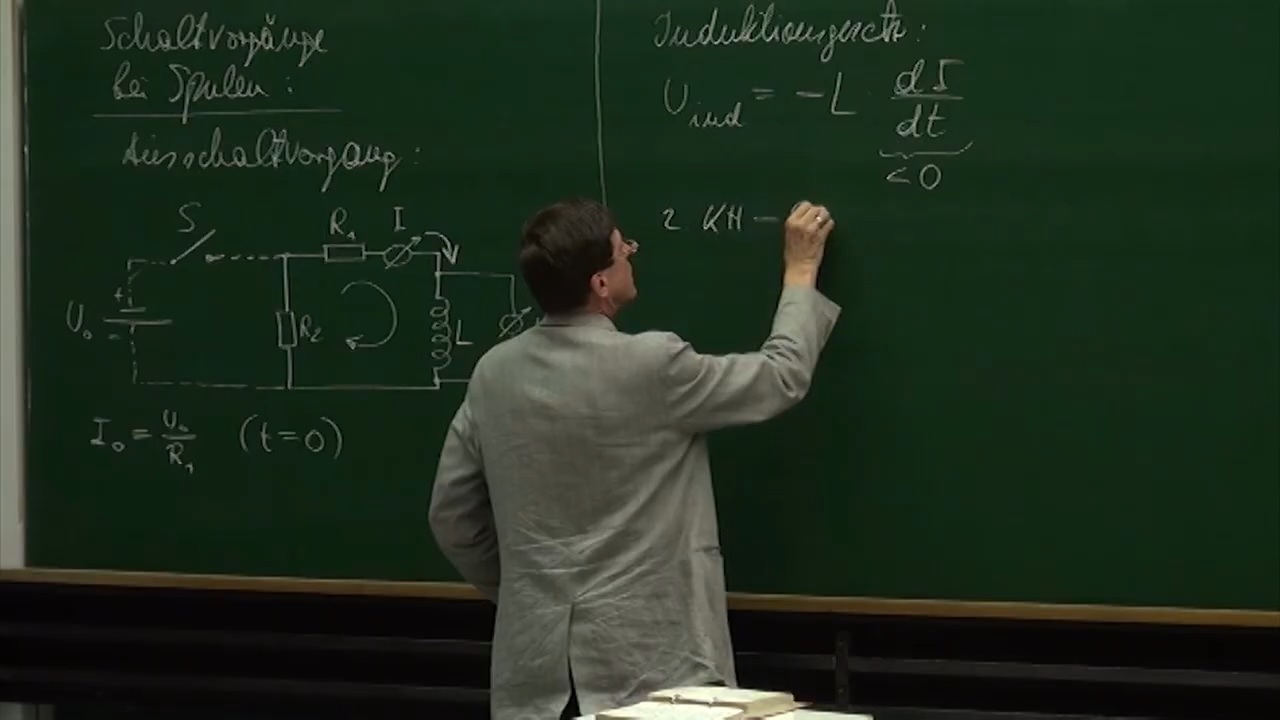 Schaltvorgänge
bei Spulen:
Ausschaltvorgang:
S
R₁ I
+
U₀
-
R₂
L
I₀ = U₀/R₁ (t=0)
Induktionsgesetz:
U_ind = -L dI/dt
< 0
2. KH -